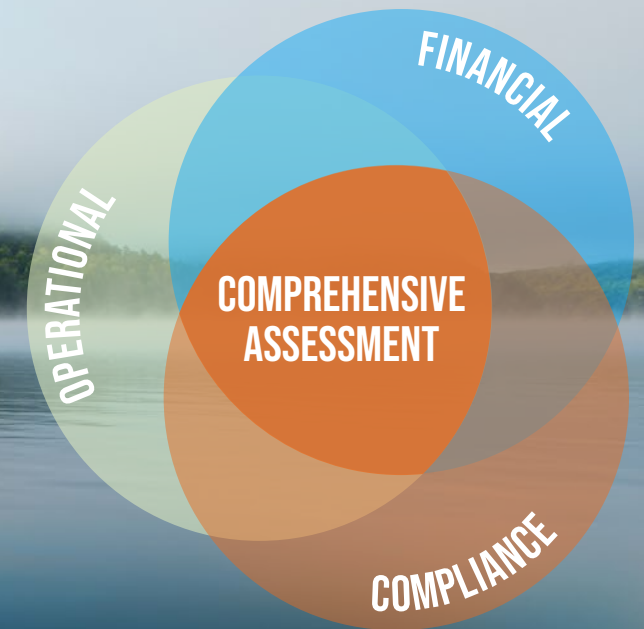 FINANCIAL
OPERATIONAL
COMPREHENSIVE
ASSESSMENT
COMPLIANCE